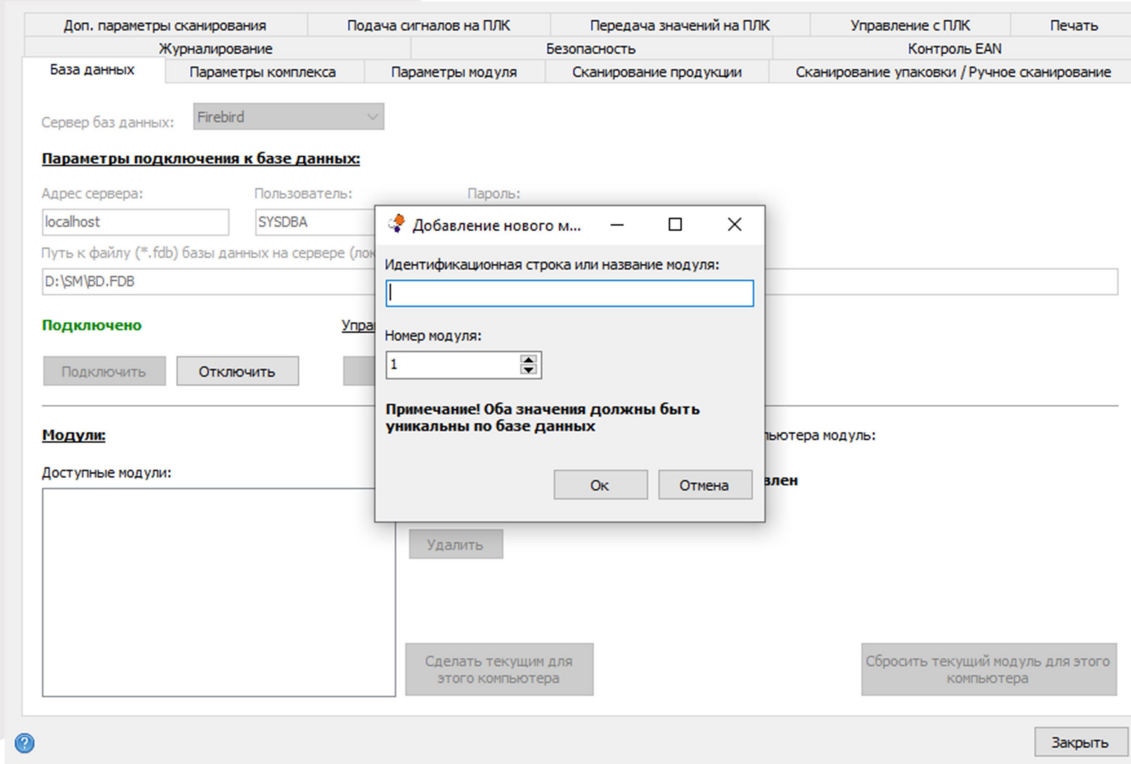 Доп. параметры сканирования Подача сигналов на ПЛК Передача значений на ПЛК Управление с ПЛК Печать
Журналирование Безопасность Контроль EAN
База данных Параметры комплекса Параметры модуля Сканирование продукции Сканирование упаковки / Ручное сканирование
Сервер баз данных: Firebird
Параметры подключения к базе данных:
Адрес сервера: Пользователь: Пароль:
localhost SYSDBA
Путь к файлу (*.fdb) базы данных на сервере
D:\SM\BD.FDB
Подключено
Подключить Отключить
Модули:
модуль:
Доступные модули:
Удалить
Сделать текущим для
этого компьютера
Сбросить текущий модуль для этого
компьютера
Закрыть
Добавление нового м...
Идентификационная строка или название модуля:
Номер модуля:
1
Примечание! Оба значения должны быть
уникальны по базе данных
Ок Отмена